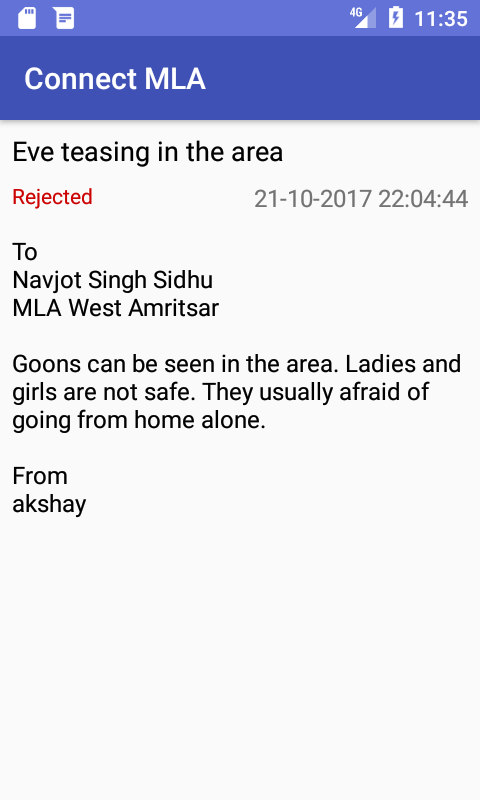 4G 11:35
Connect MLA
Eve teasing in the area
Rejected 21-10-2017 22:04:44
To
Navjot Singh Sidhu
MLA West Amritsar
Goons can be seen in the area. Ladies and
girls are not safe. They usually afraid of
going from home alone.
From
akshay